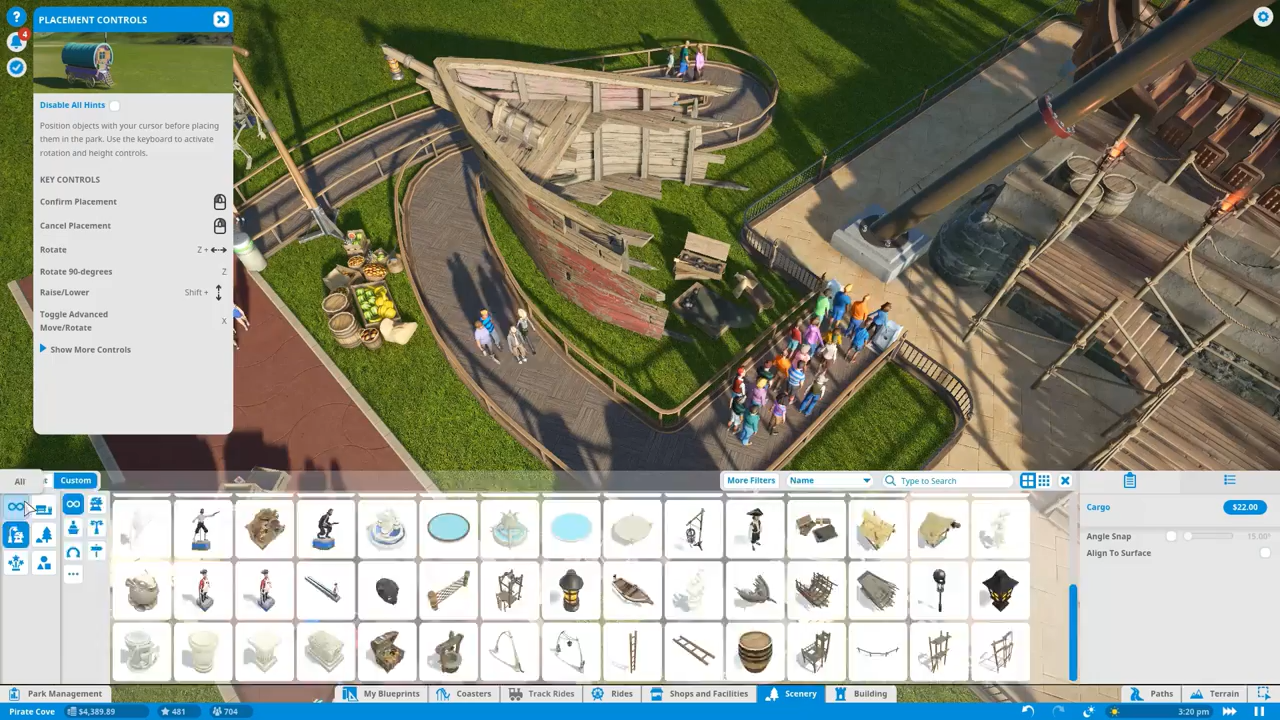 PLACEMENT CONTROLS
4
Disable All Hints
Position objects with your cursor before placing
them in the park. Use the keyboard to activate
rotation and height controls.
KEY CONTROLS
Confirm Placement
Cancel Placement
Rotate Z +
Rotate 90-degrees Z
Raise/Lower Shift +
Toggle Advanced
Move/Rotate X
Show More Controls
All
Custom
More Filters
Name
Type to Search
Cargo $22.00
Angle Snap 15.00°
Align To Surface
Park Management
My Blueprints
Coasters
Track Rides
Rides
Shops and Facilities
Scenery
Building
Paths
Terrain
Pirate Cove
$4,389.89
481
704
3:20 pm